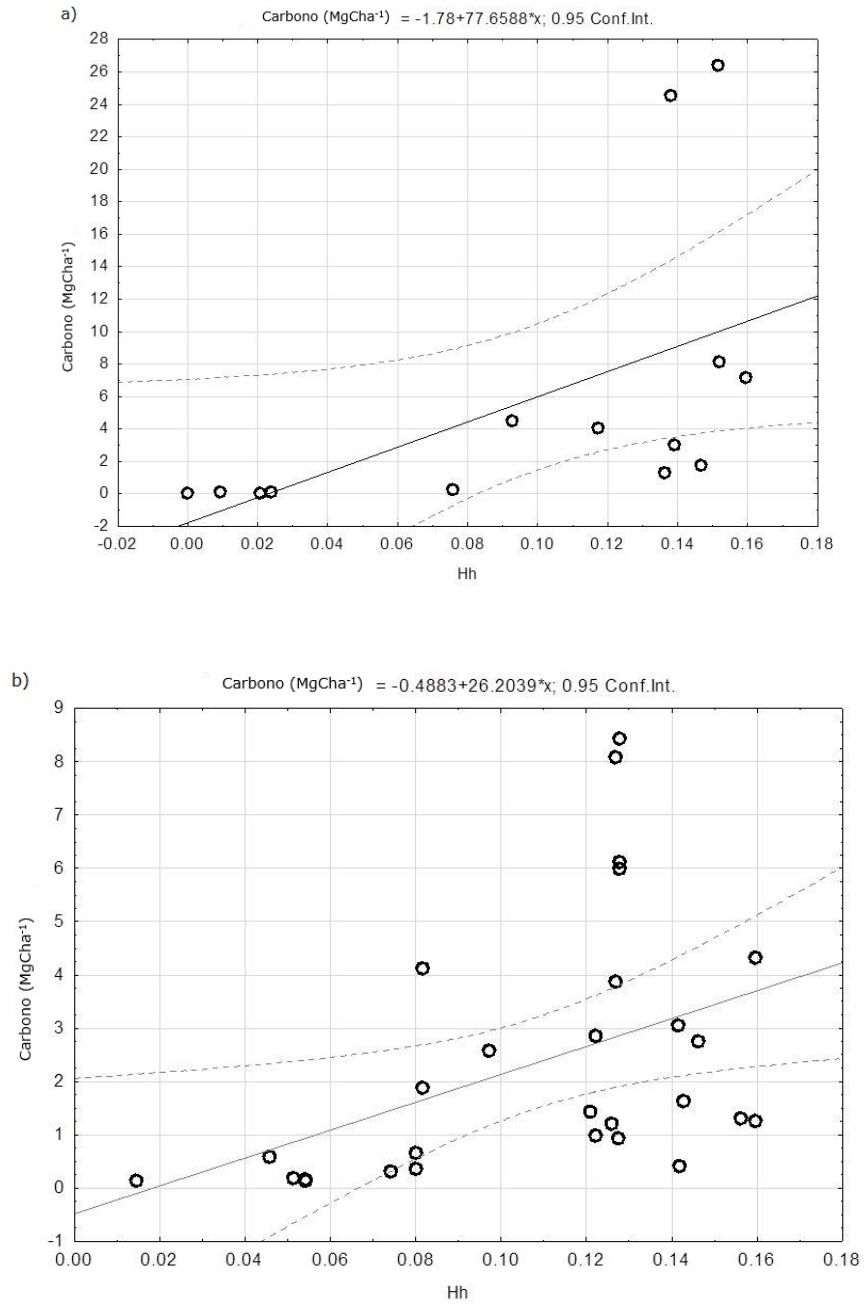 a)
Carbono (MgCha⁻¹) = -1.78+77.6588*x; 0.95 Conf.Int.
28
26
24
22
20
18
16
14
12
10
8
6
4
2
0
-2
Carbono (MgCha⁻¹)
-0.02 0.00 0.02 0.04 0.06 0.08 0.10 0.12 0.14 0.16 0.18
Hh
b)
Carbono (MgCha⁻¹) = -0.4883+26.2039*x; 0.95 Conf.Int.
9
8
7
6
5
4
3
2
1
0
-1
Carbono (MgCha⁻¹)
0.00 0.02 0.04 0.06 0.08 0.10 0.12 0.14 0.16 0.18
Hh